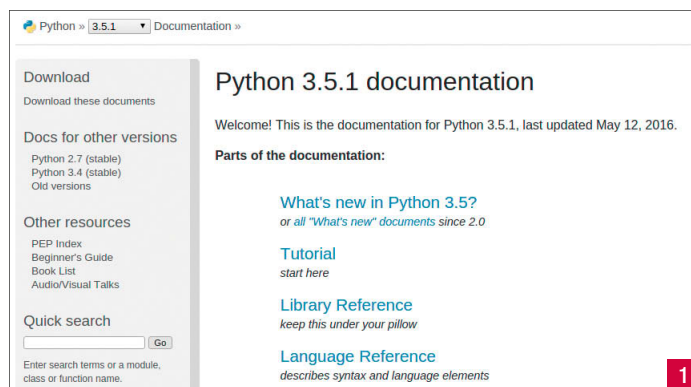 Python » 3.5.1 Documentation »
Download
Download these documents
Docs for other versions
Python 2.7 (stable)
Python 3.4 (stable)
Old versions
Other resources
PEP Index
Beginner's Guide
Book List
Audio/Visual Talks
Quick search
Go
Enter search terms or a module,
class or function name.
Python 3.5.1 documentation
Welcome! This is the documentation for Python 3.5.1, last updated May 12, 2016.
Parts of the documentation:
What's new in Python 3.5?
or all "What's new" documents since 2.0
Tutorial
start here
Library Reference
keep this under your pillow
Language Reference
describes syntax and language elements
1